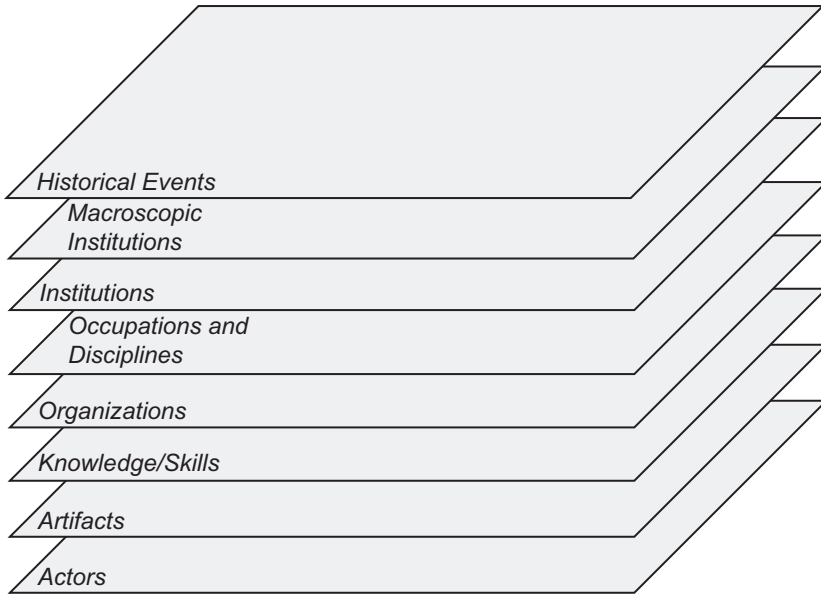 Historical Events
Macroscopic
Institutions
Institutions
Occupations and
Disciplines
Organizations
Knowledge/Skills
Artifacts
Actors